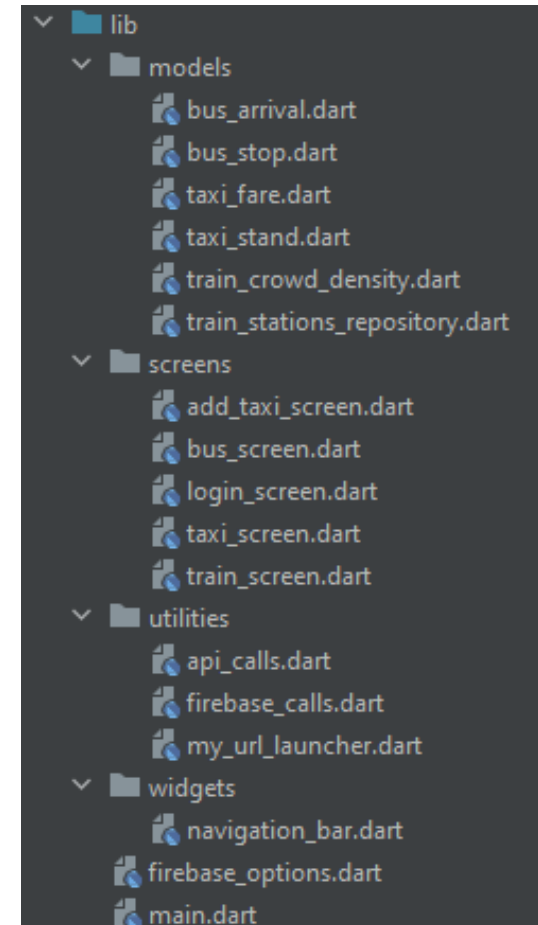 lib
models
bus_arrival.dart
bus_stop.dart
taxi_fare.dart
taxi_stand.dart
train_crowd_density.dart
train_stations_repository.dart
screens
add_taxi_screen.dart
bus_screen.dart
login_screen.dart
taxi_screen.dart
train_screen.dart
utilities
api_calls.dart
firebase_calls.dart
my_url_launcher.dart
widgets
navigation_bar.dart
firebase_options.dart
main.dart